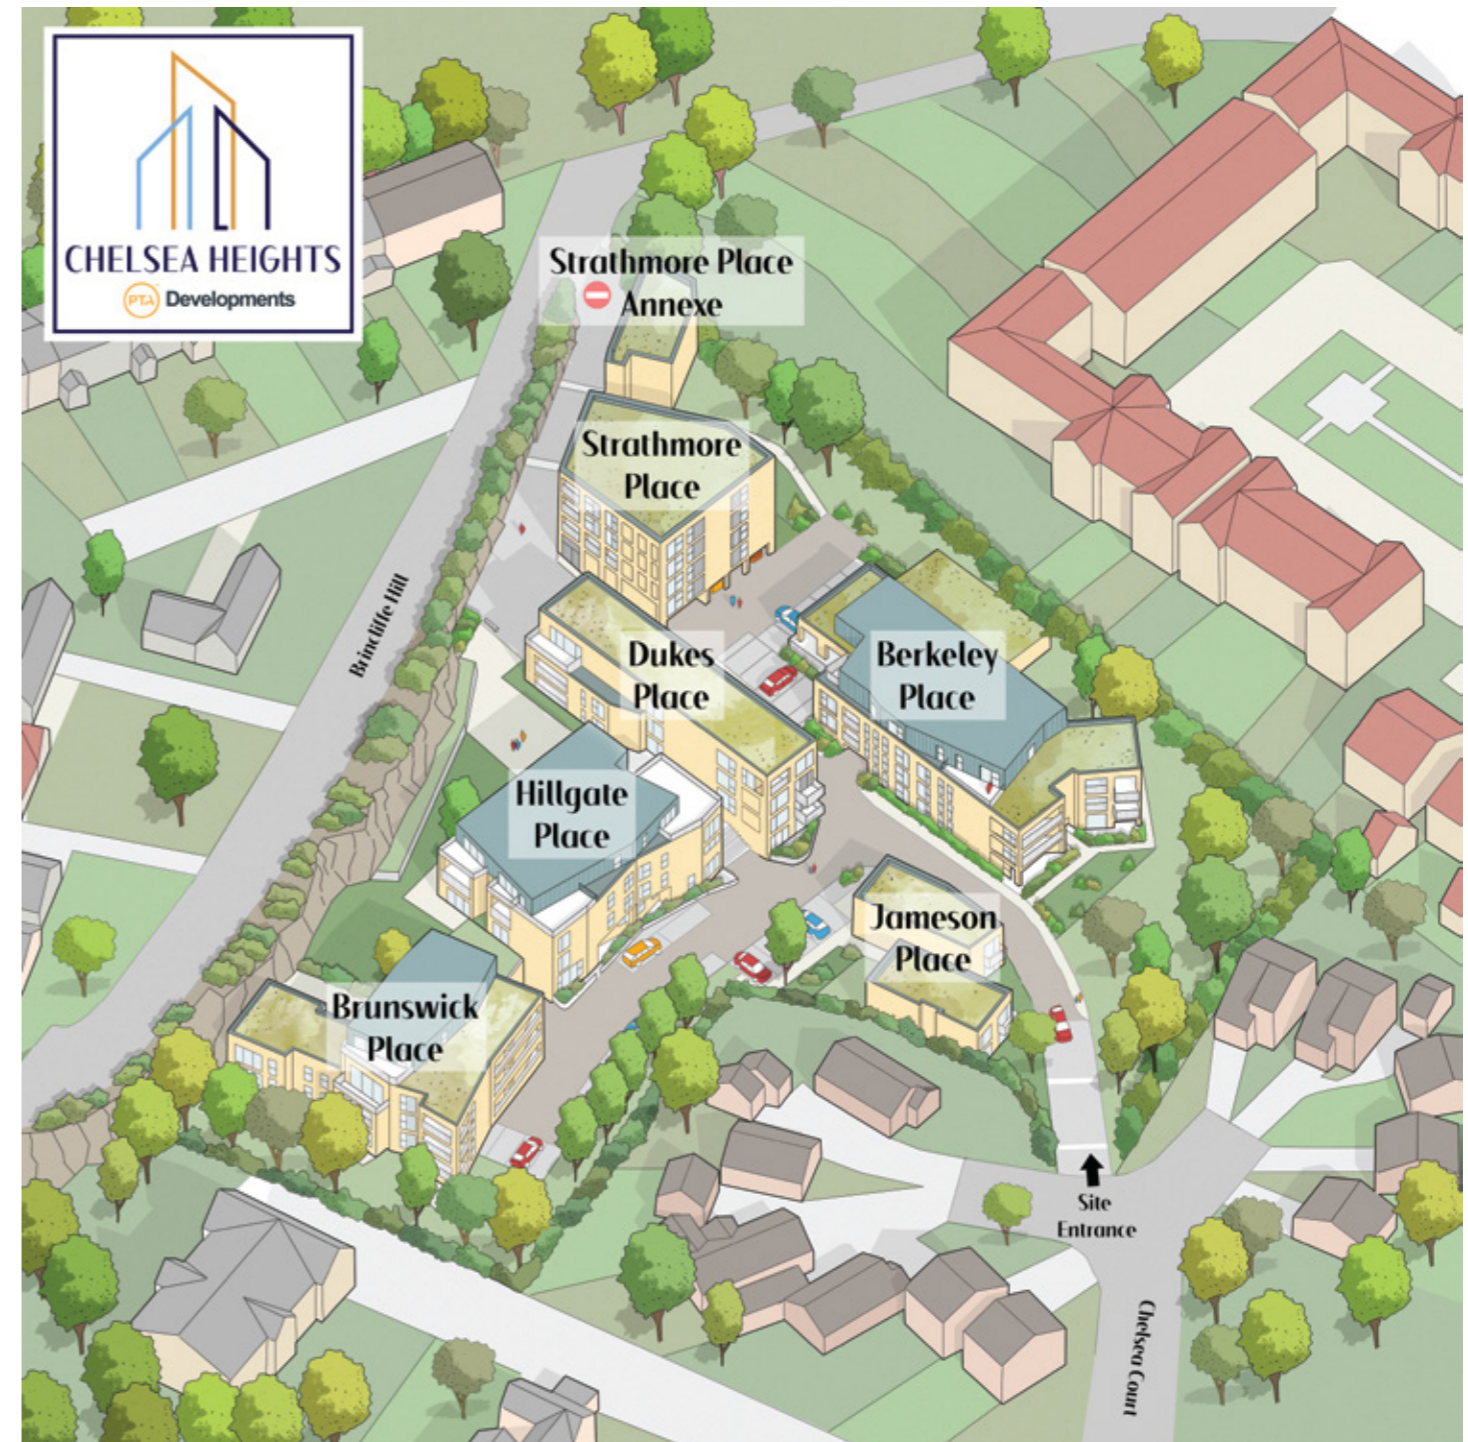 CHELSEA HEIGHTS
PTA Developments
Strathmore Place
Annexe
Strathmore
Place
Dukes
Place
Berkeley
Place
Brincliffe Hill
Hillgate
Place
Jameson
Place
Brunswick
Place
Site
Entrance
Chelsea Court